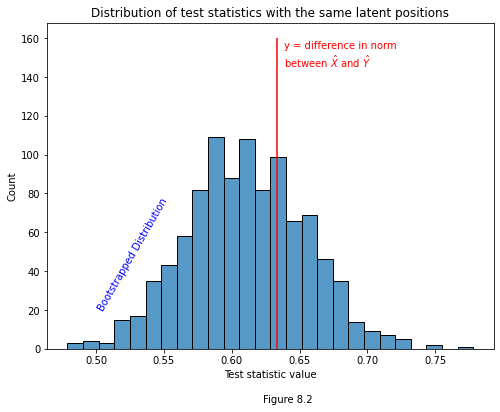 Distribution of test statistics with the same latent positions
160
140
120
100
80
60
40
20
0
Count
y = difference in norm
between X̂ and Ŷ
Bootstrapped Distribution
0.50 0.55 0.60 0.65 0.70 0.75
Test statistic value
Figure 8.2